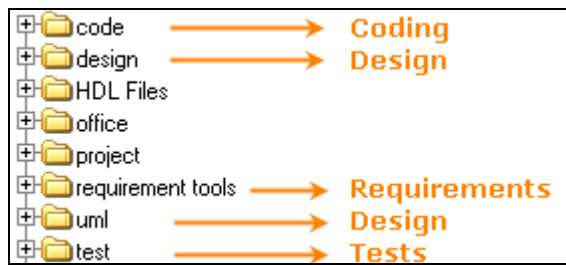 code Coding
design Design
HDL Files
office
project
requirement tools Requirements
uml Design
test Tests